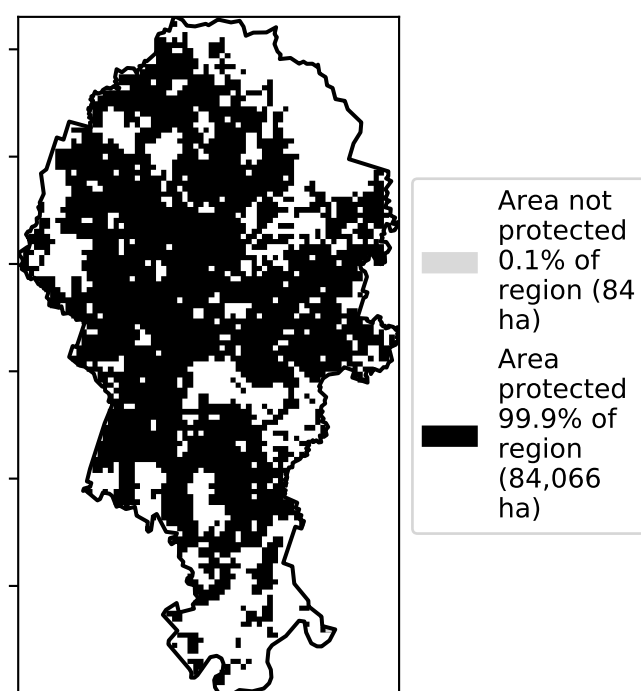 Area not
protected
0.1% of
region (84
ha)
Area
protected
99.9% of
region
(84,066
ha)